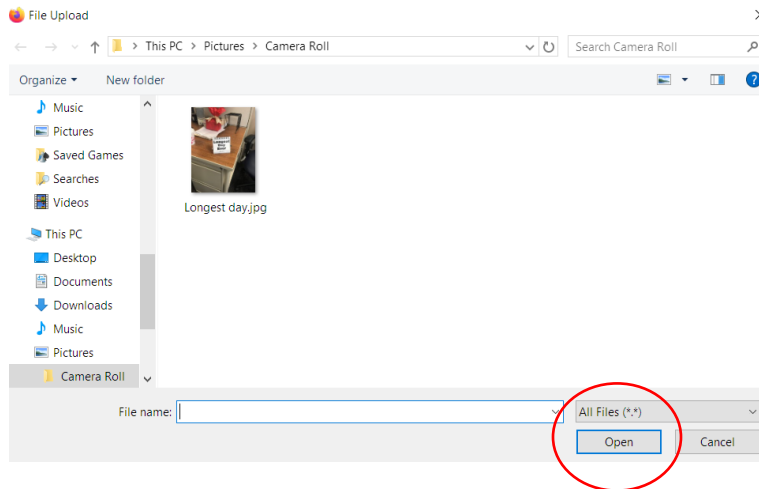 File Upload
This PC > Pictures > Camera Roll
Search Camera Roll
Organize
New folder
?
Music
Pictures
Saved Games
Searches
Videos
This PC
Desktop
Documents
Downloads
Music
Pictures
Camera Roll
Longest day.jpg
File name:
All Files (*.*)
Open
Cancel